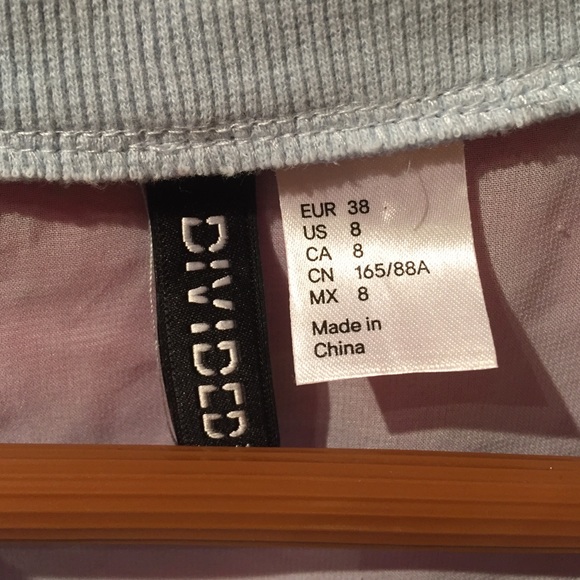 DIVIDED
EUR 38
US 8
CA 8
CN 165/88A
MX 8
Made in
China